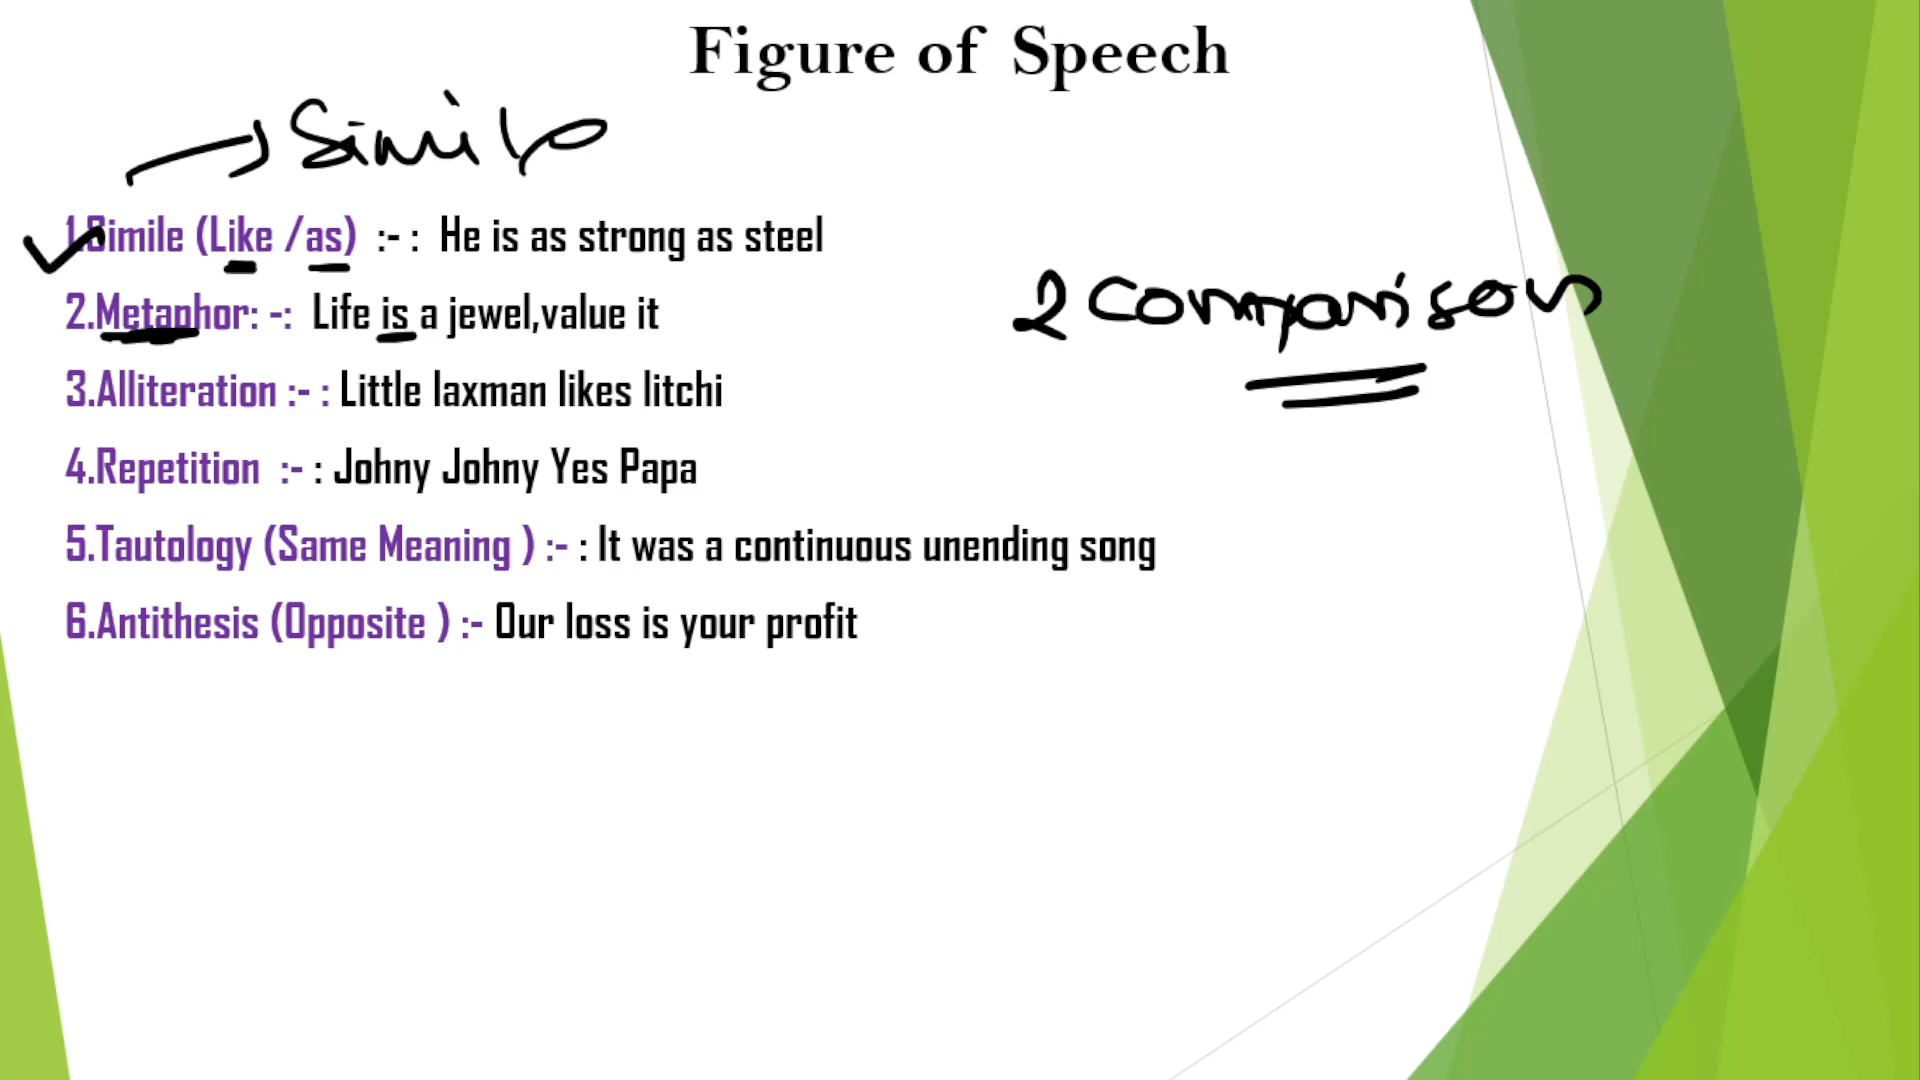 Figure of Speech
Simile
1.Simile (Like /as) :- : He is as strong as steel
2.Metaphor: -: Life is a jewel,value it
2 comparison
3.Alliteration :- : Little laxman likes litchi
4.Repetition :- : Johny Johny Yes Papa
5.Tautology (Same Meaning ) :- : It was a continuous unending song
6.Antithesis (Opposite ) :- Our loss is your profit